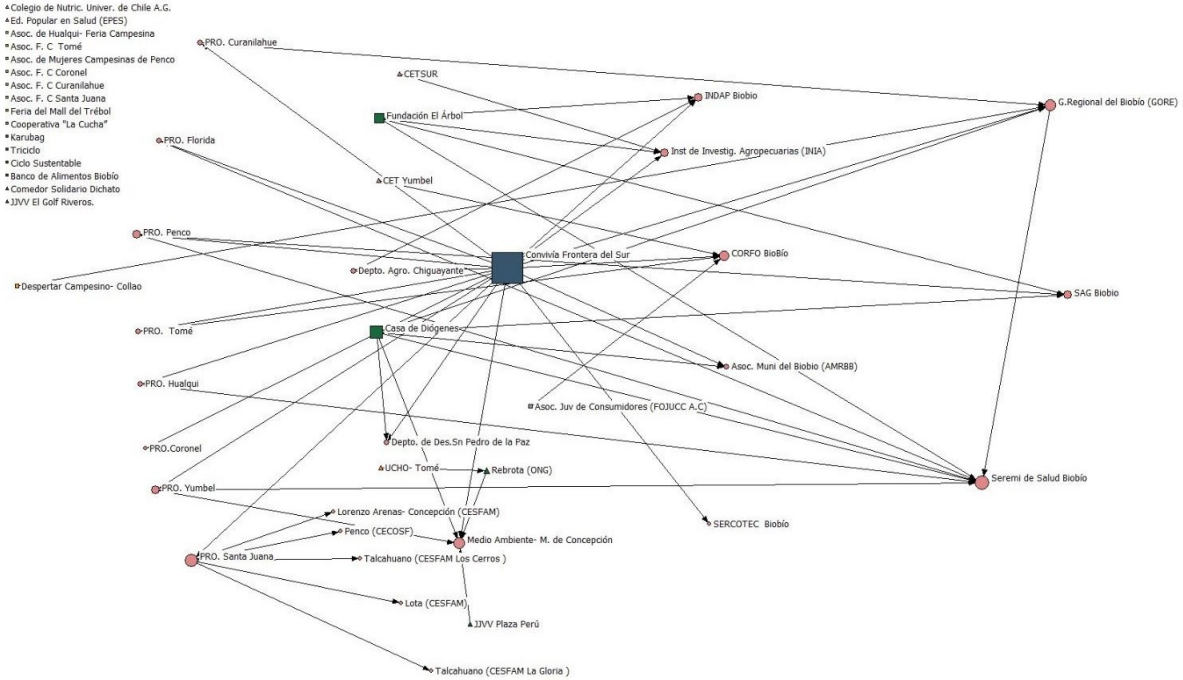 Colegio de Nutric. Univer. de Chile A.G.
Ed. Popular en Salud (EPES)
Asoc. de Hualqui- Feria Campesina
Asoc. F. C Tomé
Asoc. de Mujeres Campesinas de Penco
Asoc. F. C Coronel
Asoc. F. C Curanilahue
Asoc. F. C Santa Juana
Feria del Mall del Trébol
Cooperativa "La Cucha"
Karubag
Triciclo
Ciclo Sustentable
Banco de Alimentos Biobío
Comedor Solidario Dichato
JJVV El Golf Riveros.
PRO. Curanilahue
CETSUR
INDAP Biobio
G.Regional del Biobío (GORE)
Fundación El Árbol
PRO. Florida
Inst de Investig. Agropecuarias (INIA)
CET Yumbel
PRO. Penco
Convivía Frontera del Sur
CORFO BioBío
Depto. Agro. Chiguayante
Despertar Campesino- Collao
SAG Biobio
PRO. Tomé
Casa de Diógenes
Asoc. Muni del Biobio (AMRBB)
PRO. Hualqui
Asoc. Juv de Consumidores (FOJUCC A.C)
PRO.Coronel
Depto. de Des.Sn Pedro de la Paz
UCHO- Tomé
Rebrota (ONG)
Seremi de Salud Biobío
PRO. Yumbel
Lorenzo Arenas- Concepción (CESFAM)
SERCOTEC Biobío
Penco (CECOSF)
Medio Ambiente- M. de Concepción
PRO. Santa Juana
Talcahuano (CESFAM Los Cerros )
Lota (CESFAM)
JJVV Plaza Perú
Talcahuano (CESFAM La Gloria )